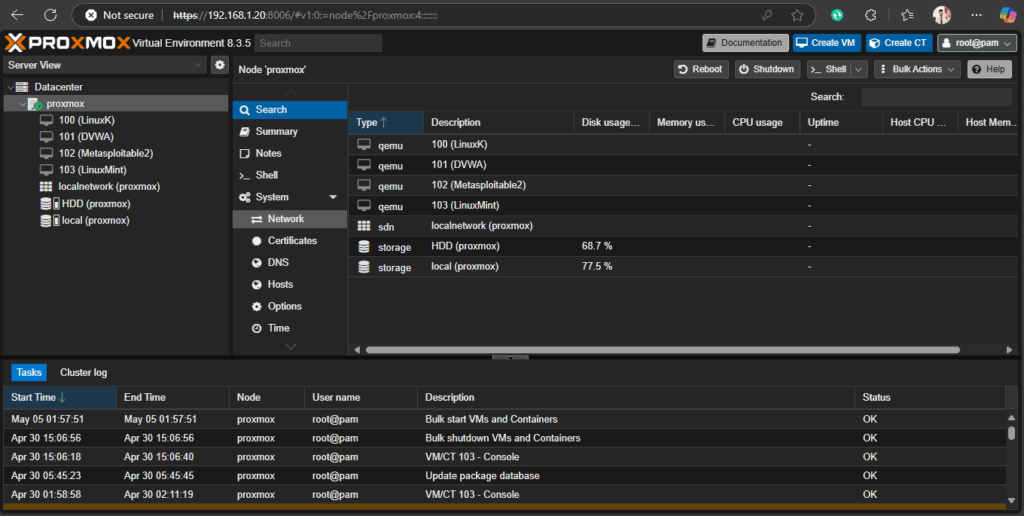 Not secure https://192.168.1.20:8006/#v1:0:=node%2Fproxmox:4:::::::
PROXMOX Virtual Environment 8.3.5 Search Documentation Create VM Create CT root@pam
Server View
Node 'proxmox' Reboot Shutdown >_ Shell Bulk Actions Help
Datacenter
proxmox
100 (LinuxK)
101 (DVWA)
102 (Metasploitable2)
103 (LinuxMint)
localnetwork (proxmox)
HDD (proxmox)
local (proxmox)
Search
Summary
Notes
>_ Shell
System
Network
Certificates
DNS
Hosts
Options
Time
Search:
Type Description Disk usage... Memory us... CPU usage Uptime Host CPU ... Host Mem...
qemu 100 (LinuxK) -
qemu 101 (DVWA) -
qemu 102 (Metasploitable2) -
qemu 103 (LinuxMint) -
sdn localnetwork (proxmox) -
storage HDD (proxmox) 68.7 % -
storage local (proxmox) 77.5 % -
Tasks Cluster log
Start Time End Time Node User name Description Status
May 05 01:57:51 May 05 01:57:51 proxmox root@pam Bulk start VMs and Containers OK
Apr 30 15:06:56 Apr 30 15:06:56 proxmox root@pam Bulk shutdown VMs and Containers OK
Apr 30 15:06:18 Apr 30 15:06:40 proxmox root@pam VM/CT 103 - Console OK
Apr 30 05:45:23 Apr 30 05:45:45 proxmox root@pam Update package database OK
Apr 30 01:58:58 Apr 30 02:11:19 proxmox root@pam VM/CT 103 - Console OK